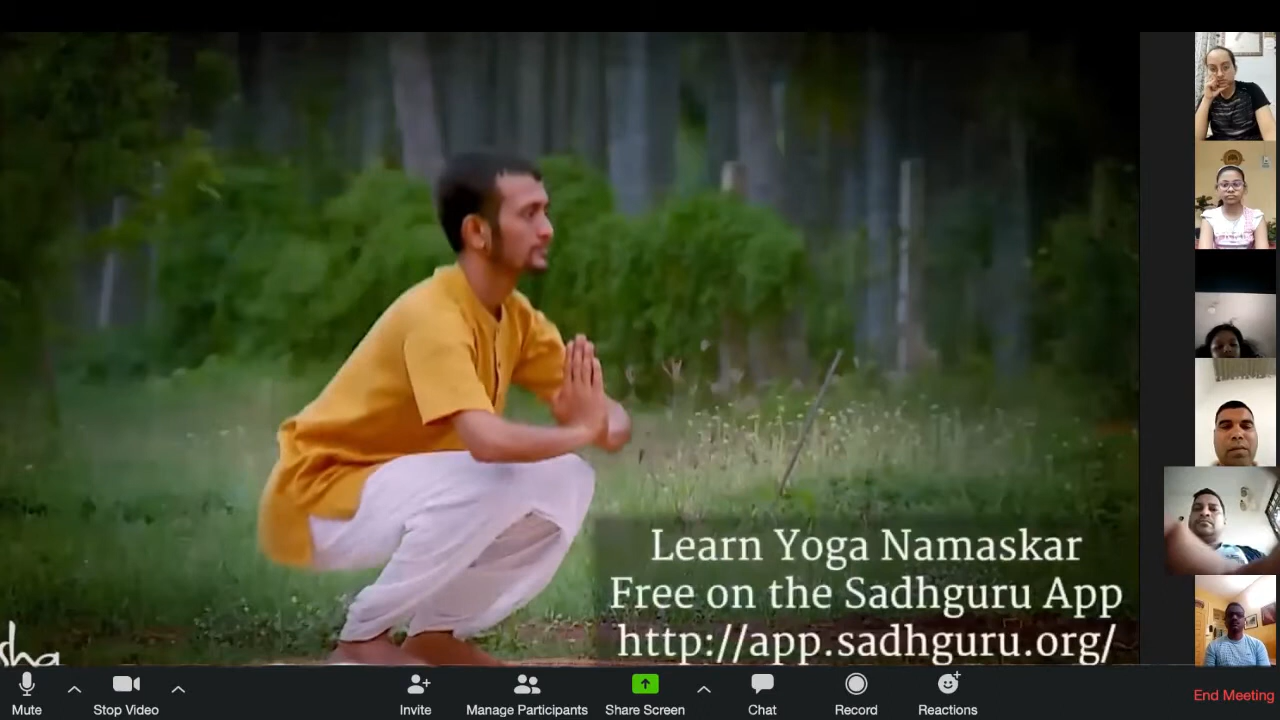 Learn Yoga Namaskar
Free on the Sadhguru App
http://app.sadhguru.org/
sha
Mute
Stop Video
Invite
Manage Participants
Share Screen
Chat
Record
Reactions
End Meeting